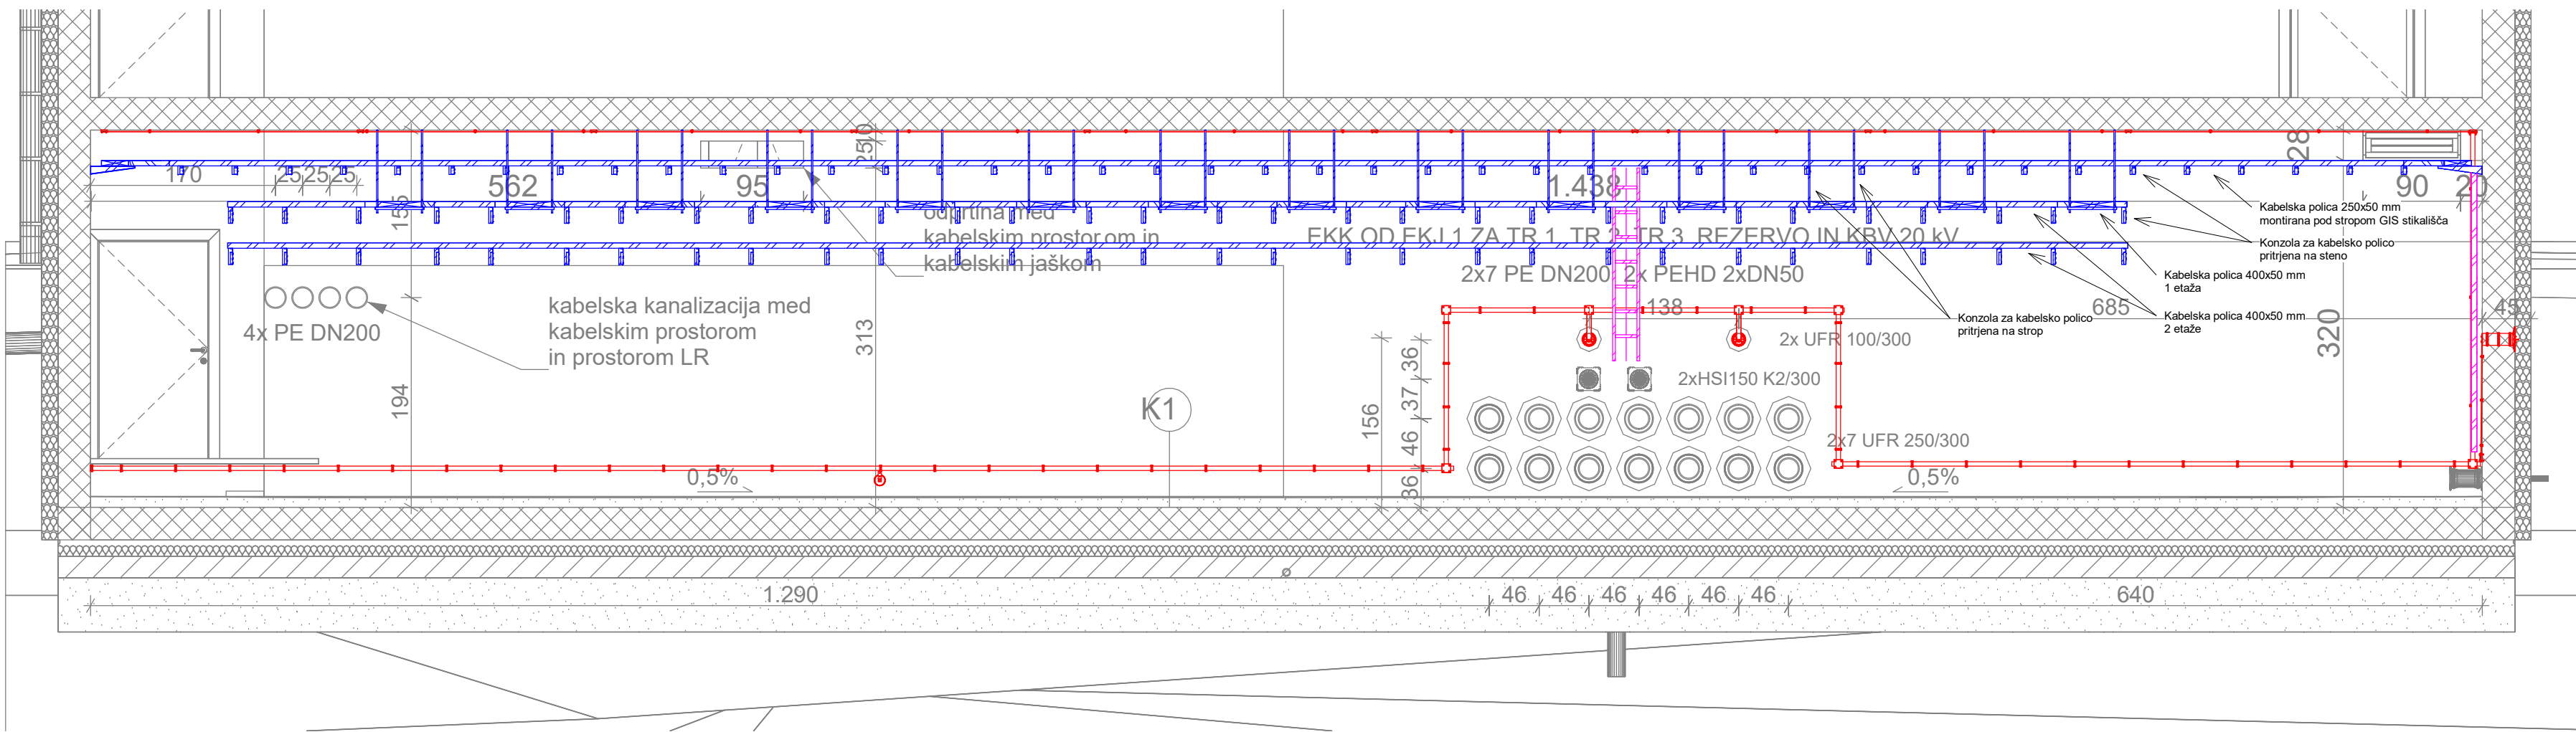 10
25
28
170
25
25
25
562
95
1.438
90
20
155
odprtina med
kabelskim prostorom in
kabelskim jaškom
EKK OD EKJ 1 ZA TR 1, TR 2, TR 3, REZERVO IN KBV 20 kV
2x7 PE DN200, 2x PEHD 2xDN50
138
685
45
Kabelska polica 250x50 mm
montirana pod stropom GIS stikališča
Konzola za kabelsko polico
pritrjena na steno
Kabelska polica 400x50 mm
1 etaža
Kabelska polica 400x50 mm
2 etaže
Konzola za kabelsko polico
pritrjena na strop
4x PE DN200
kabelska kanalizacija med
kabelskim prostorom
in prostorom LR
313
320
194
2x UFR 100/300
2xHSI150 K2/300
2x7 UFR 250/300
K1
156
36
37
46
36
0,5%
0,5%
1.290
46
46
46
46
46
46
640